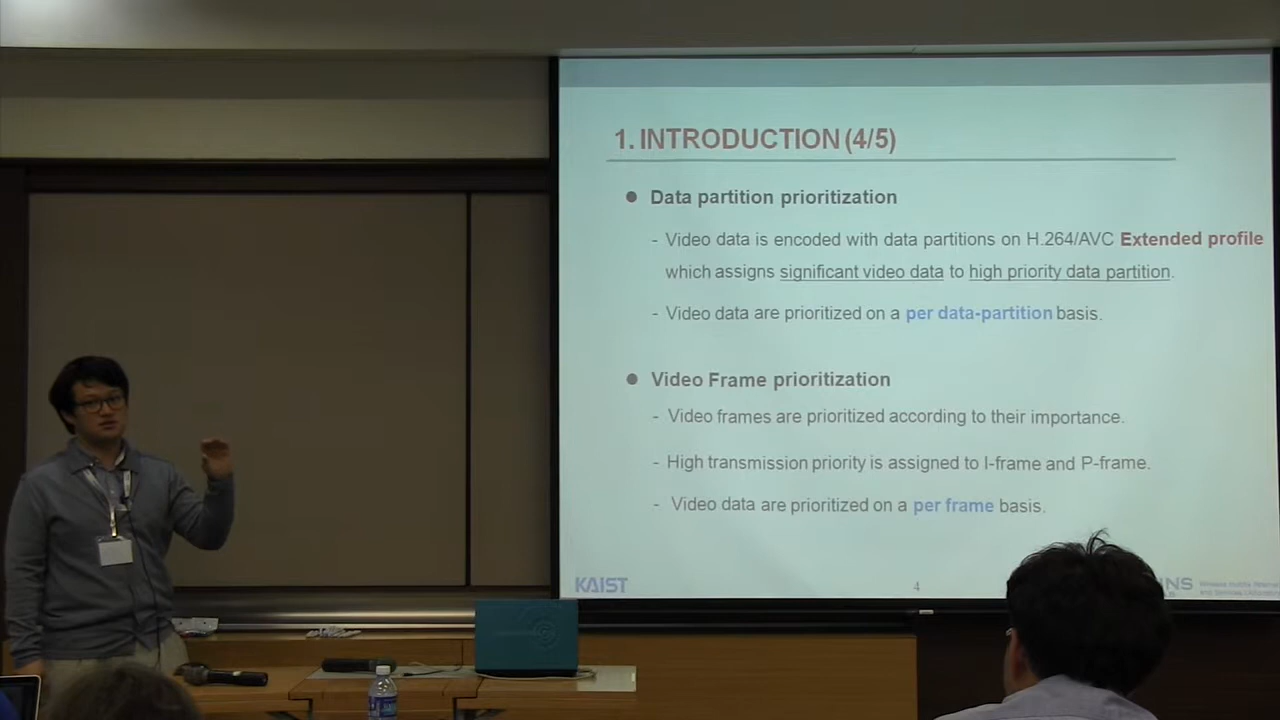 1. INTRODUCTION (4/5)
● Data partition prioritization
- Video data is encoded with data partitions on H.264/AVC Extended profile
which assigns significant video data to high priority data partition.
- Video data are prioritized on a per data-partition basis.
● Video Frame prioritization
- Video frames are prioritized according to their importance.
- High transmission priority is assigned to I-frame and P-frame.
- Video data are prioritized on a per frame basis.
KAIST
4